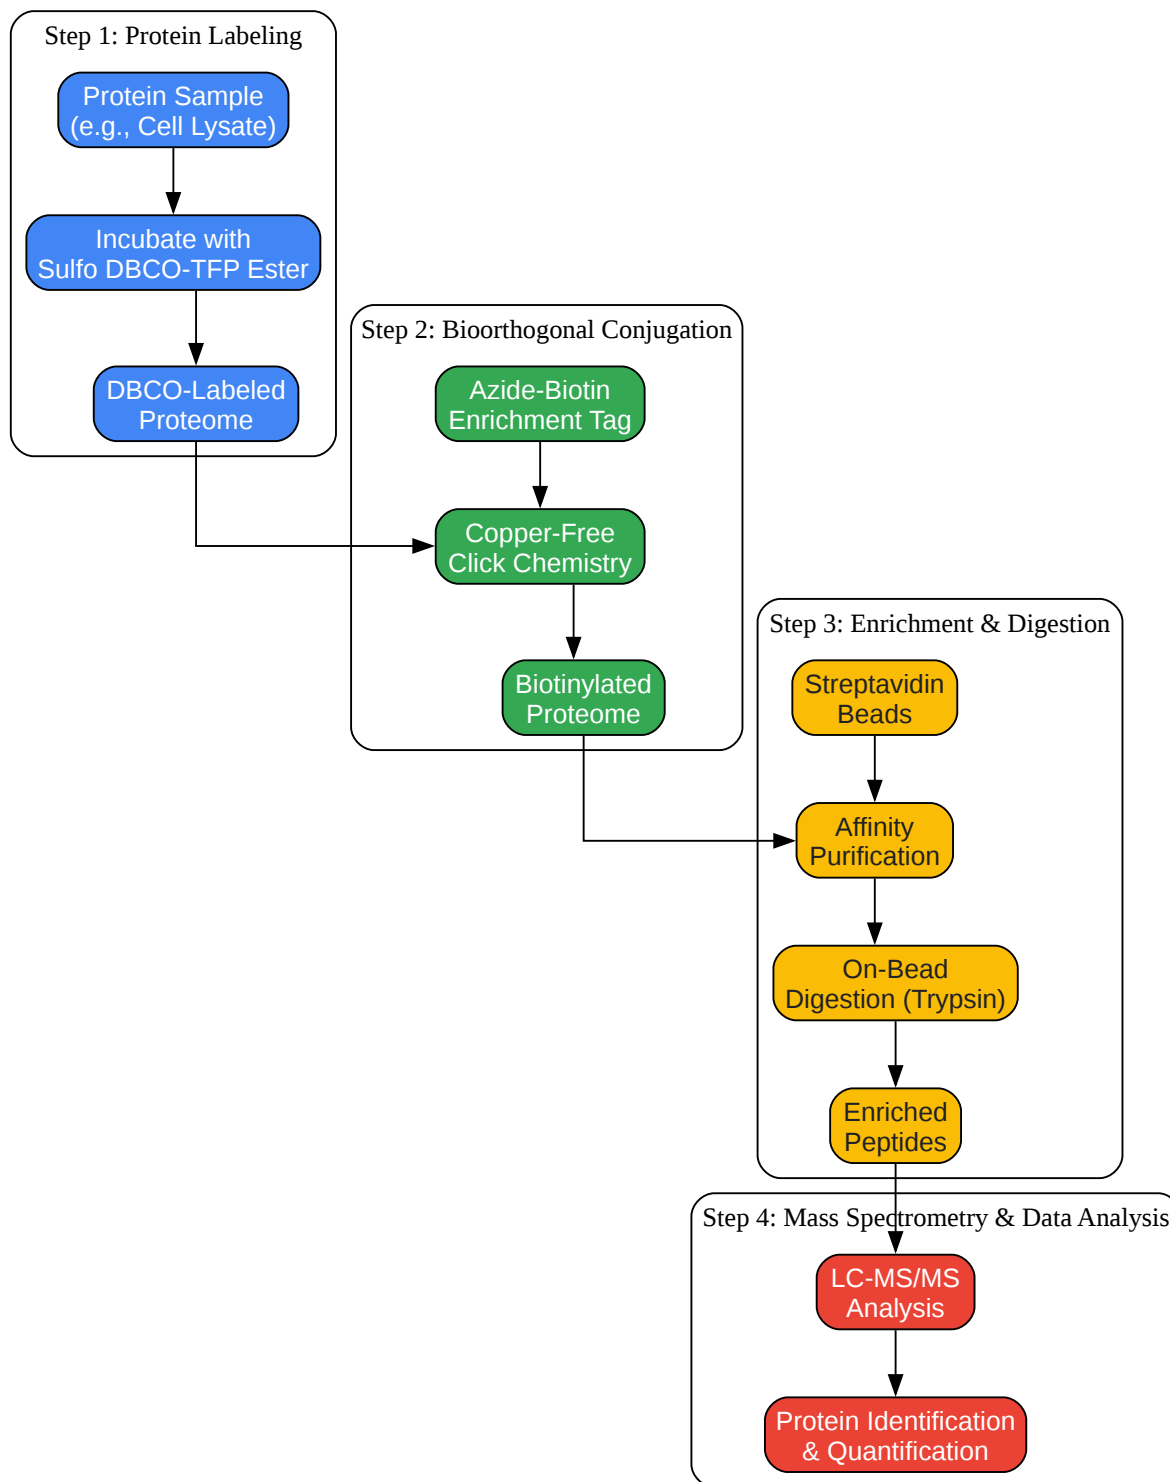 Step 1: Protein Labeling
Protein Sample
(e.g., Cell Lysate)
Incubate with
Sulfo DBCO-TFP Ester
DBCO-Labeled
Proteome
Step 2: Bioorthogonal Conjugation
Azide-Biotin
Enrichment Tag
Copper-Free
Click Chemistry
Biotinylated
Proteome
Step 3: Enrichment & Digestion
Streptavidin
Beads
Affinity
Purification
On-Bead
Digestion (Trypsin)
Enriched
Peptides
Step 4: Mass Spectrometry & Data Analysis
LC-MS/MS
Analysis
Protein Identification
& Quantification